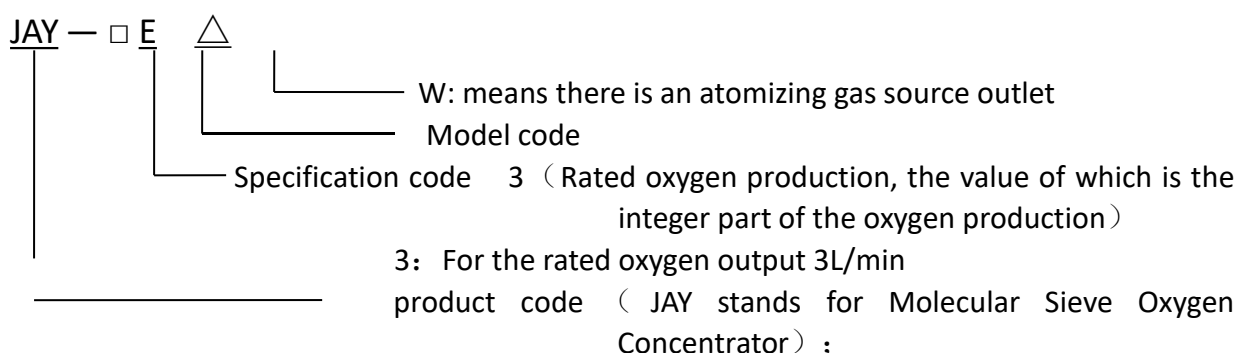 JAY — □ E △
W: means there is an atomizing gas source outlet
Model code
Specification code 3（Rated oxygen production, the value of which is the
integer part of the oxygen production）
3：For the rated oxygen output 3L/min
product code （ JAY stands for Molecular Sieve Oxygen
Concentrator）；